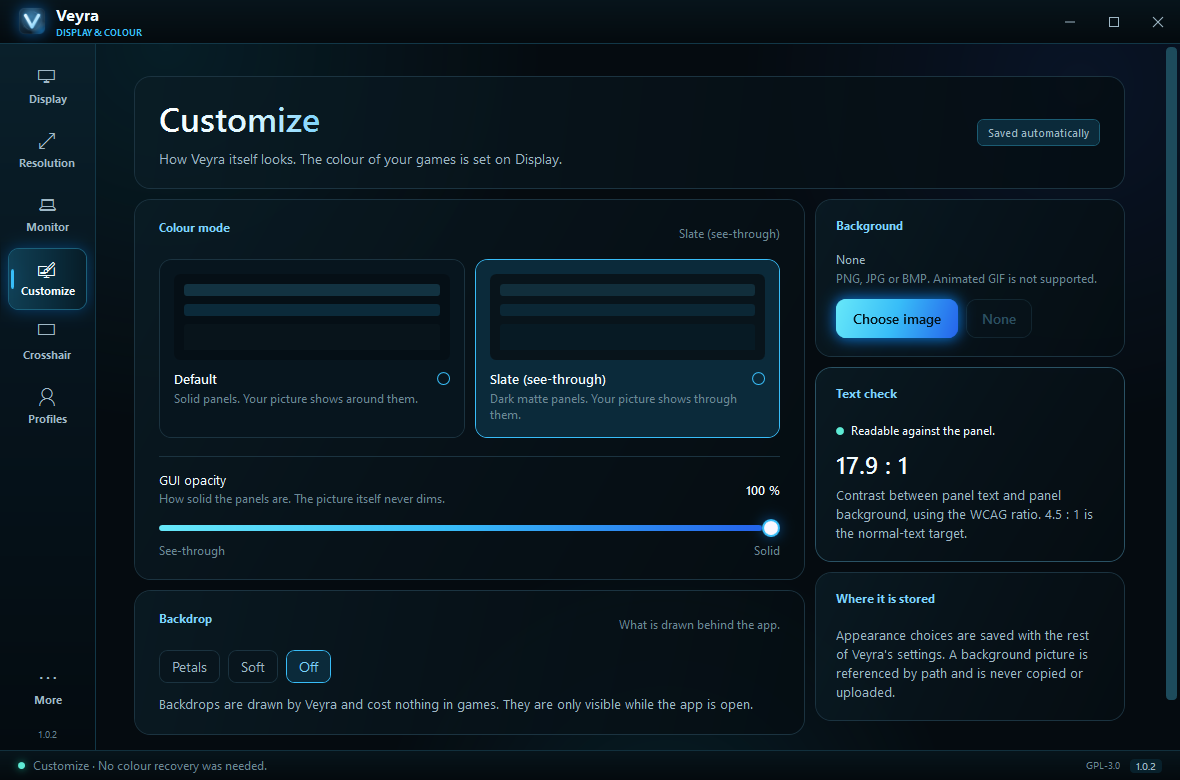 Veyra
DISPLAY & COLOUR
Display
Resolution
Monitor
Customize
Crosshair
Profiles
...
More
1.0.2
Customize
How Veyra itself looks. The colour of your games is set on Display.
Saved automatically
Colour mode
Slate (see-through)
Default
Solid panels. Your picture shows around them.
Slate (see-through)
Dark matte panels. Your picture shows through
them.
GUI opacity
How solid the panels are. The picture itself never dims.
100 %
See-through
Solid
Backdrop
What is drawn behind the app.
Petals
Soft
Off
Backdrops are drawn by Veyra and cost nothing in games. They are only visible while the app is open.
Background
None
PNG, JPG or BMP. Animated GIF is not supported.
Choose image
None
Text check
Readable against the panel.
17.9 : 1
Contrast between panel text and panel
background, using the WCAG ratio. 4.5 : 1 is
the normal-text target.
Where it is stored
Appearance choices are saved with the rest
of Veyra's settings. A background picture is
referenced by path and is never copied or
uploaded.
Customize · No colour recovery was needed.
GPL-3.0
1.0.2